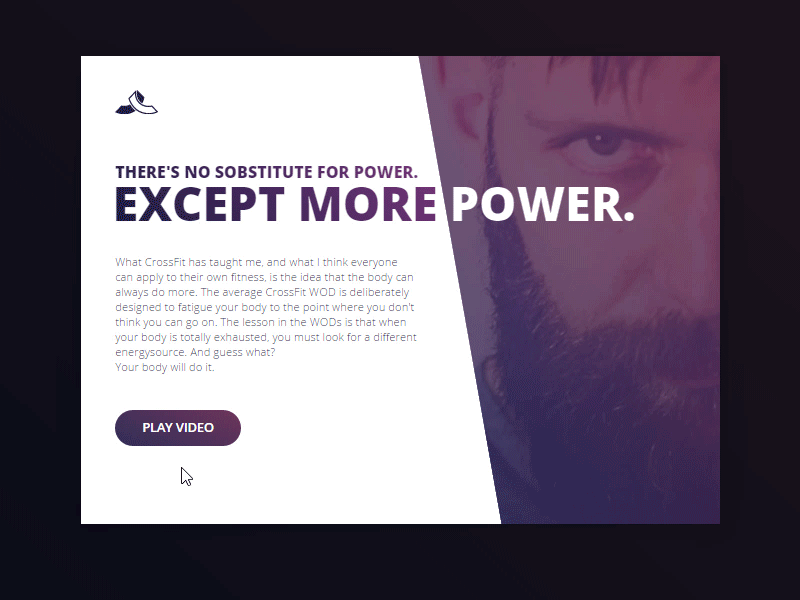 THERE'S NO SOBSTITUTE FOR POWER.
EXCEPT MORE POWER.
What CrossFit has taught me, and what I think everyone
can apply to their own fitness, is the idea that the body can
always do more. The average CrossFit WOD is deliberately
designed to fatigue your body to the point where you don't
think you can go on. The lesson in the WODs is that when
your body is totally exhausted, you must look for a different
energysource. And guess what?
Your body will do it.
PLAY VIDEO